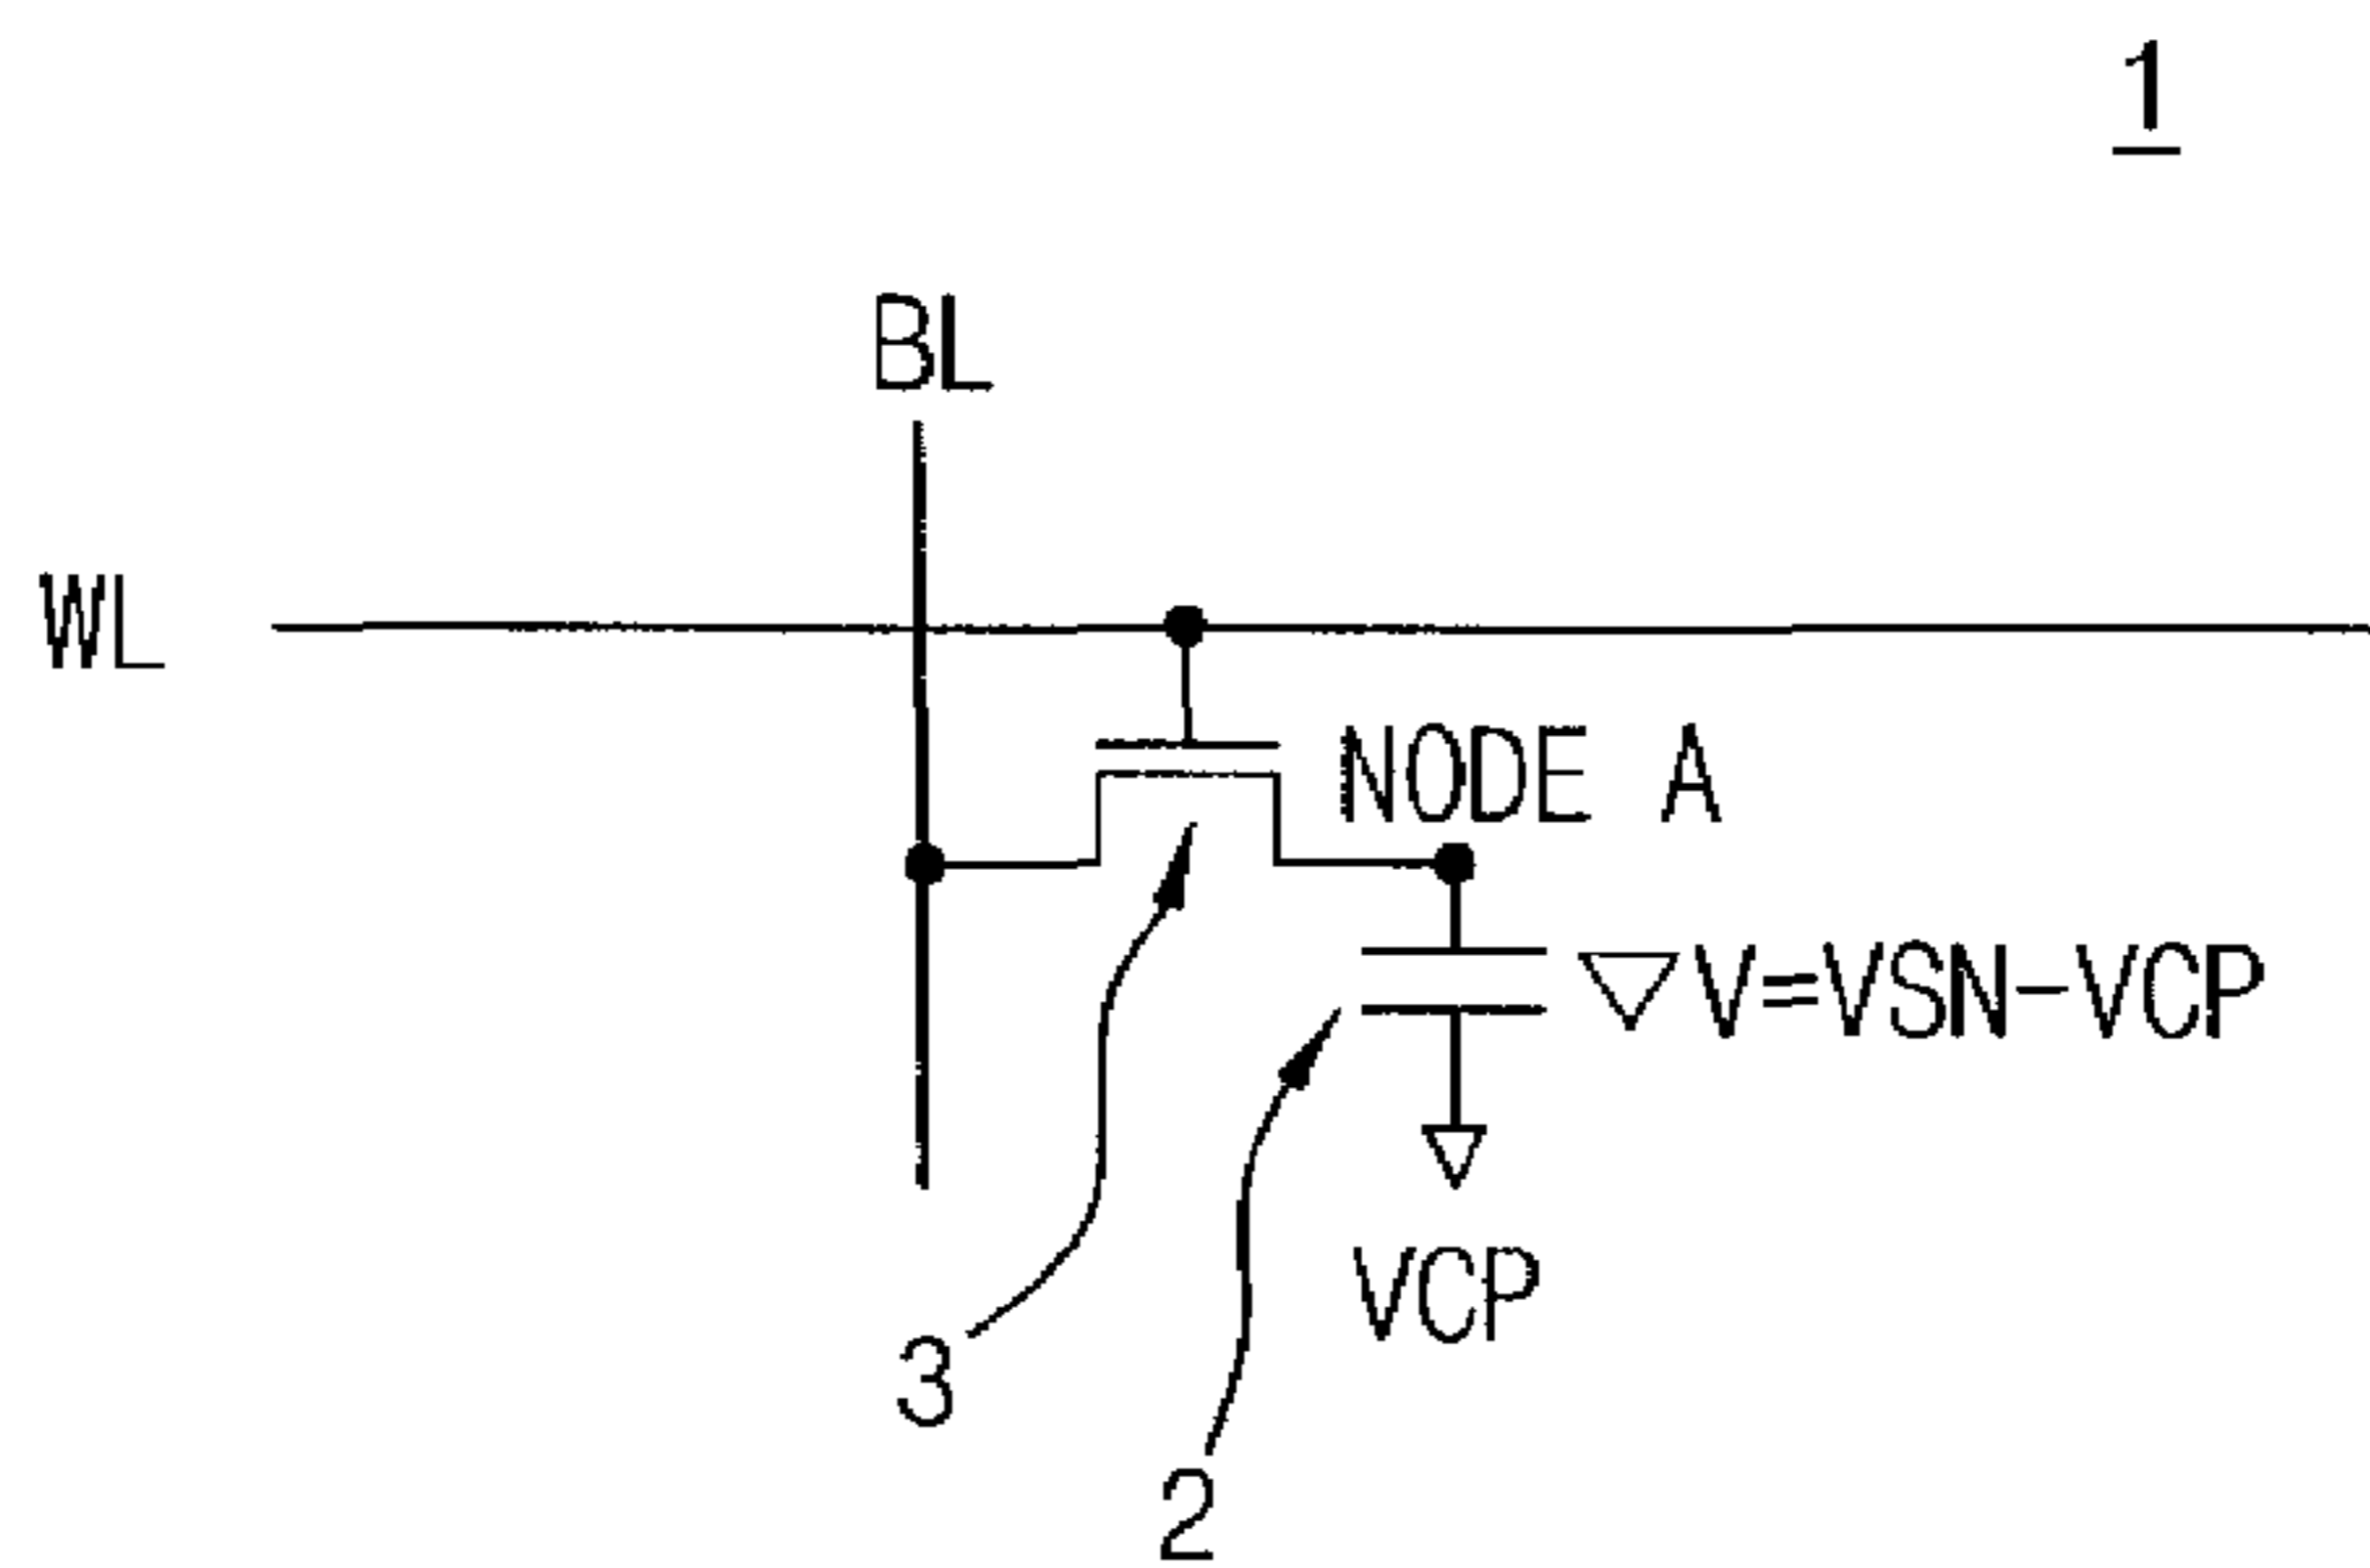 1
BL
WL
NODE A
▽V=VSN-VCP
VCP
3
2